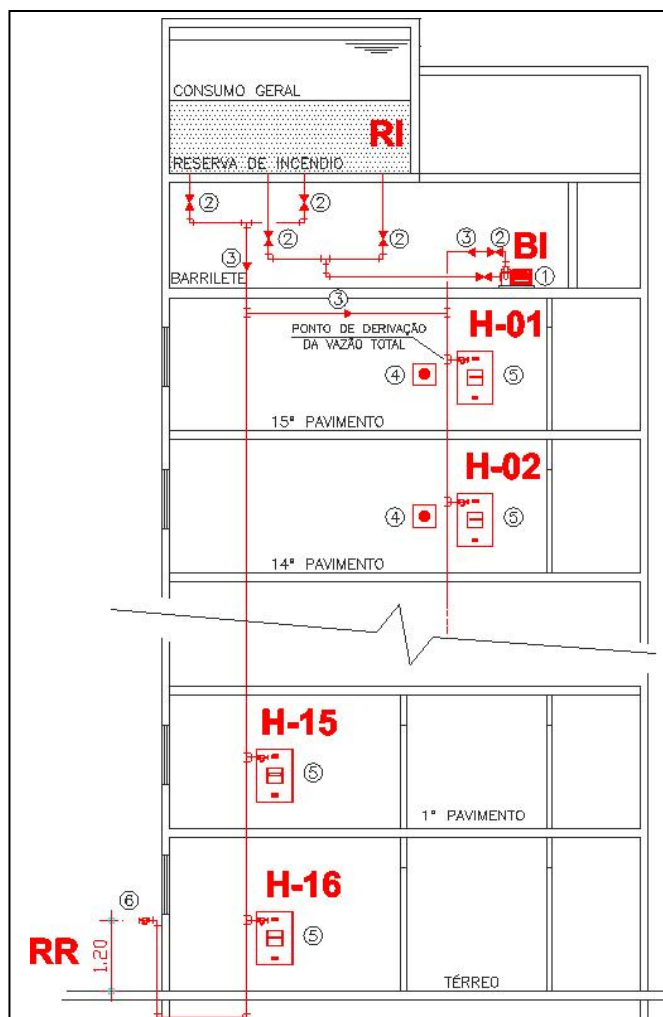 CONSUMO GERAL
RI
RESERVA DE INCENDIO
2
2
2
2
3
3
2
BI
1
BARRILETE
3
H-01
PONTO DE DERIVAÇÃO
DA VAZÃO TOTAL
4
5
15º PAVIMENTO
H-02
4
5
14º PAVIMENTO
H-15
5
1º PAVIMENTO
H-16
6
5
RR
1.20
TÉRREO